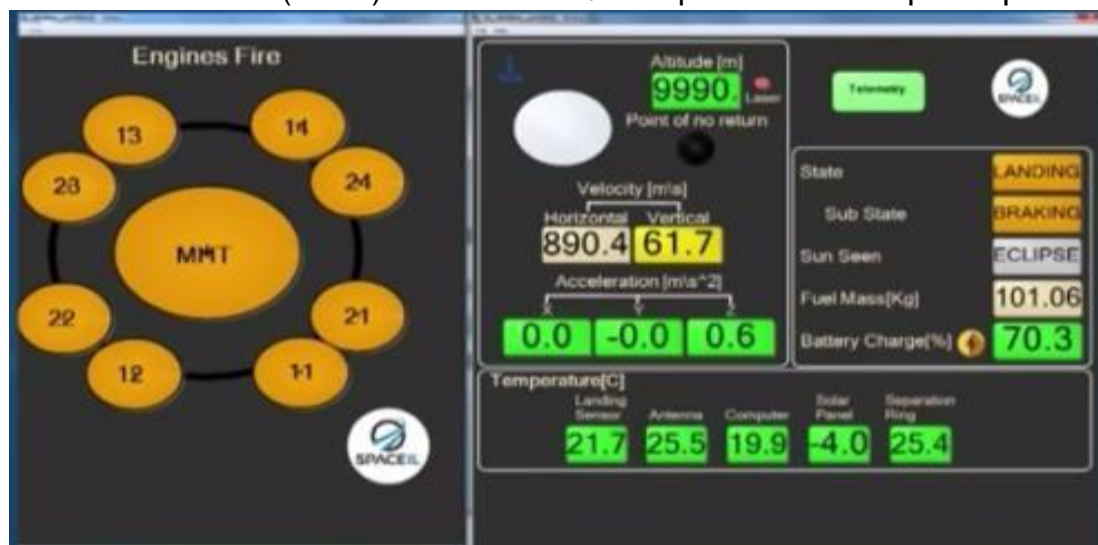 Engines Fire
13
14
23
24
MMT
22
21
12
11
SPACEIL
Altitude [m]
9990.
Laser
Point of no return
Velocity [m\s]
Horizontal Vertical
890.4 61.7
Acceleration [m\s^2]
X Y Z
0.0 -0.0 0.6
Telemetry
SPACEIL
State LANDING
Sub State BRAKING
Sun Seen ECLIPSE
Fuel Mass[Kg] 101.06
Battery Charge[%] 70.3
Temperature[C]
Landing Sensor
Antenna
Computer
Solar Panel
Separation Ring
21.7 25.5 19.9 -4.0 25.4